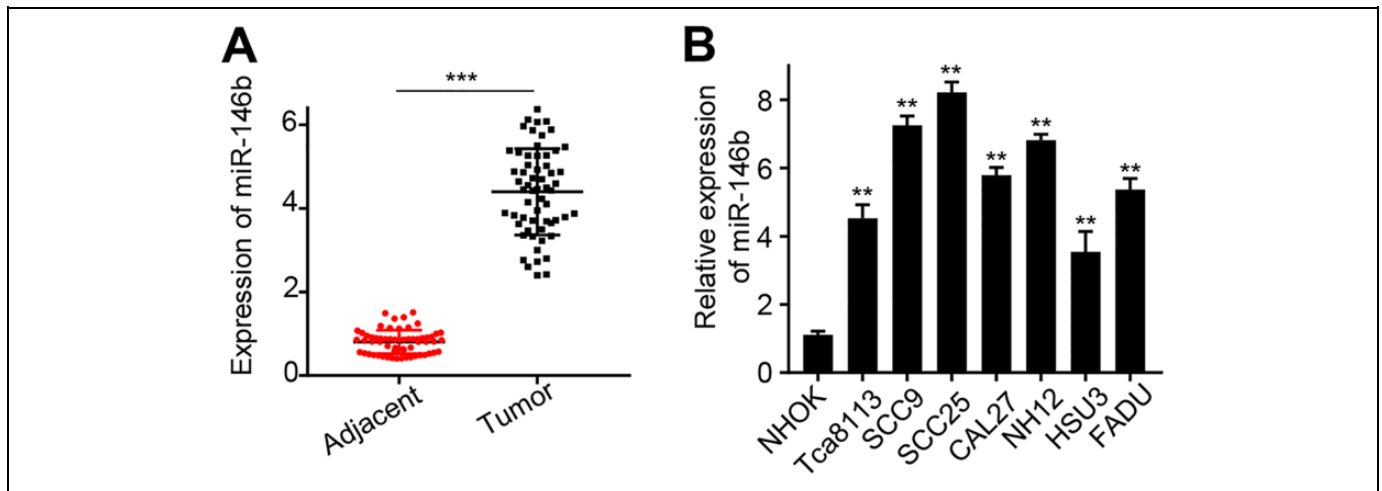 A
Expression of miR-146b
6
4
2
0
***
Adjacent
Tumor
B
Relative expression
of miR-146b
8
6
4
2
0
**
**
**
**
**
**
**
NHOK
Tca8113
SCC9
SCC25
CAL27
NH12
HSU3
FADU